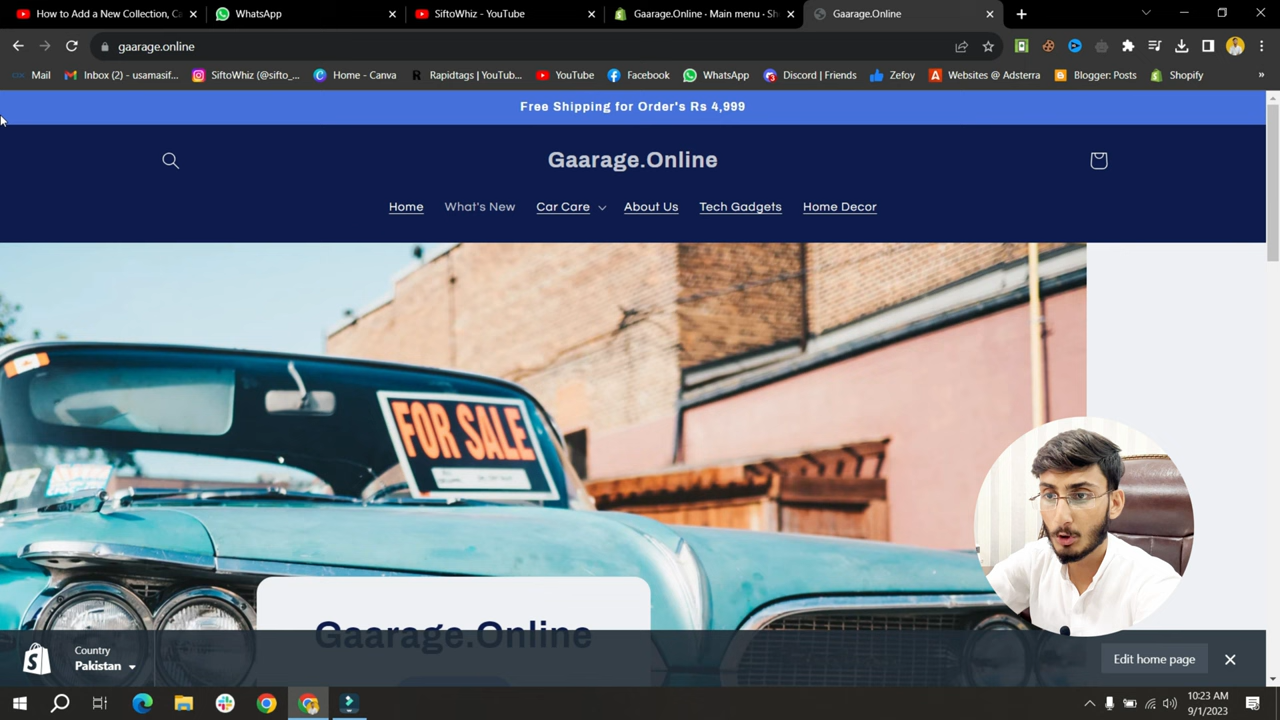 How to Add a New Collection, Ca
WhatsApp
SiftoWhiz - YouTube
Gaarage.Online · Main menu · Sh
Gaarage.Online
gaarage.online
Mail
Inbox (2) - usamasif...
SiftoWhiz (@sifto_...
Home - Canva
Rapidtags | YouTub...
YouTube
Facebook
WhatsApp
Discord | Friends
Zefoy
Websites @ Adsterra
Blogger: Posts
Shopify
»
Free Shipping for Order's Rs 4,999
Gaarage.Online
Home
What's New
Car Care
About Us
Tech Gadgets
Home Decor
FOR SALE
Gaarage.Online
Country
Pakistan
Edit home page
10:23 AM
9/1/2023